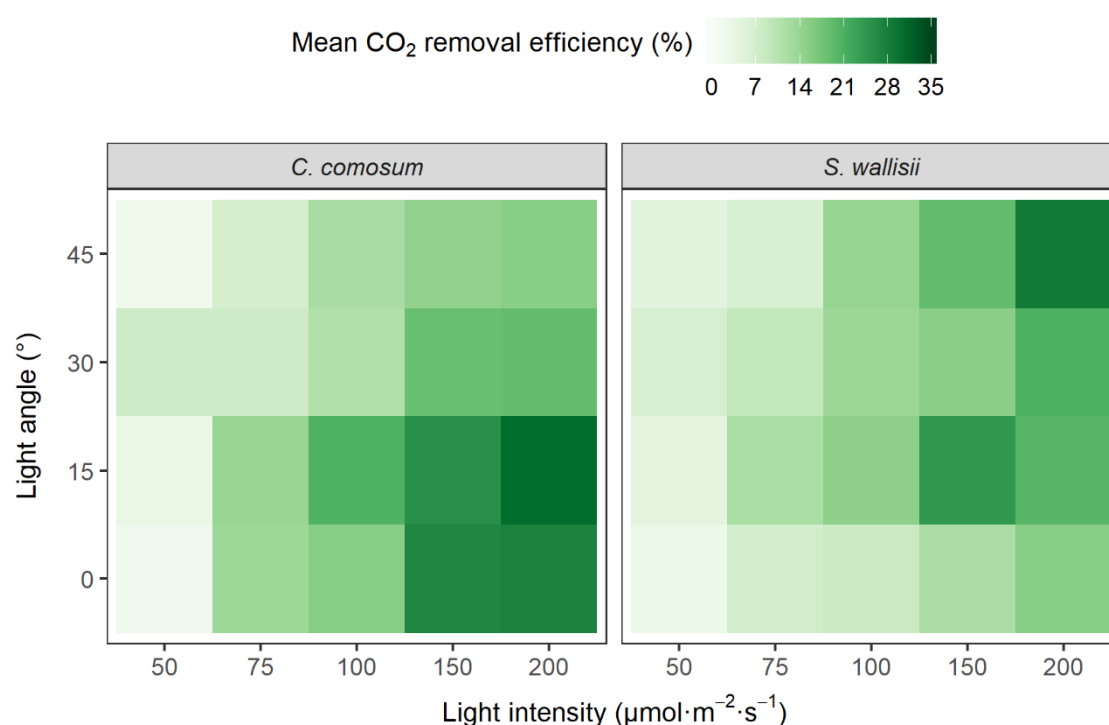 Mean CO₂ removal efficiency (%)
0 7 14 21 28 35
C. comosum
S. wallisii
Light angle (°)
45
30
15
0
50 75 100 150 200
50 75 100 150 200
Light intensity (μmol·m⁻²·s⁻¹)